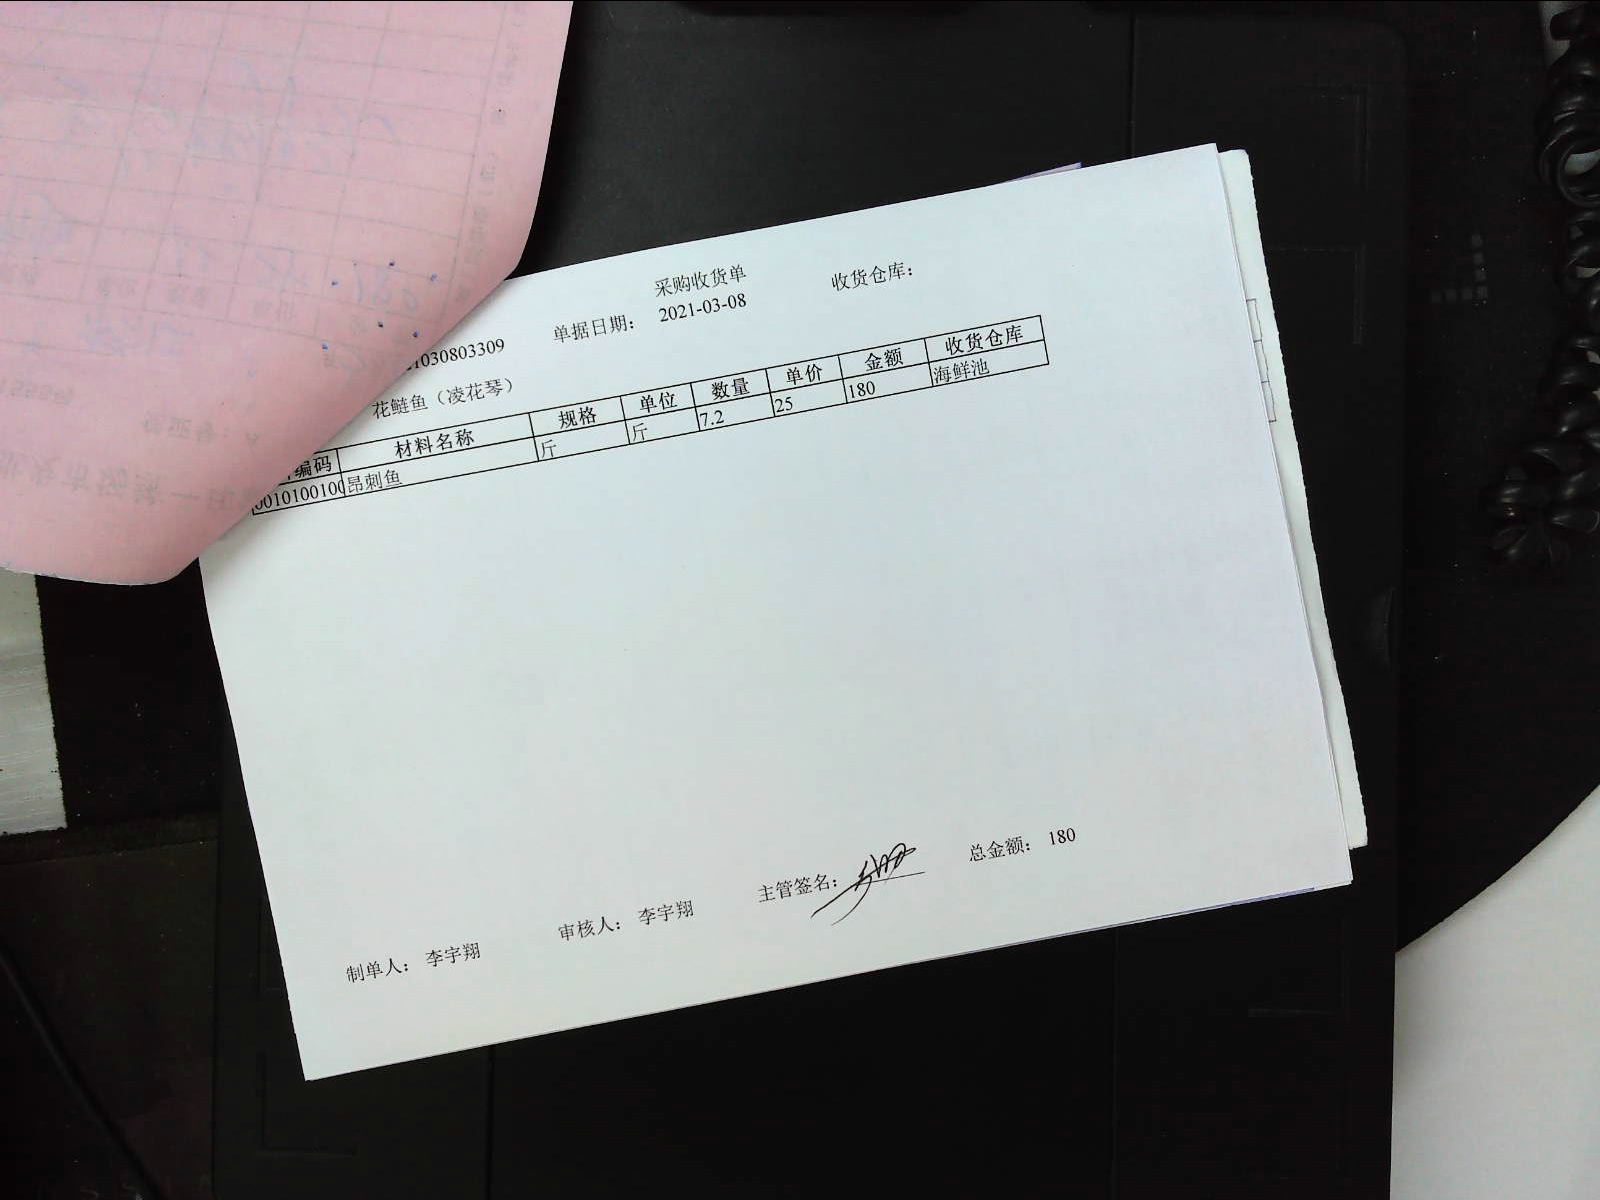 采购收货单
1030803309 单据日期： 2021-03-08 收货仓库：
花鲢鱼（凌花琴）
编码 材料名称 规格 单位 数量 单价 金额 收货仓库
0010100100 昂刺鱼 斤 斤 7.2 25 180 海鲜池
制单人： 李宇翔 审核人： 李宇翔 主管签名： 总金额： 180